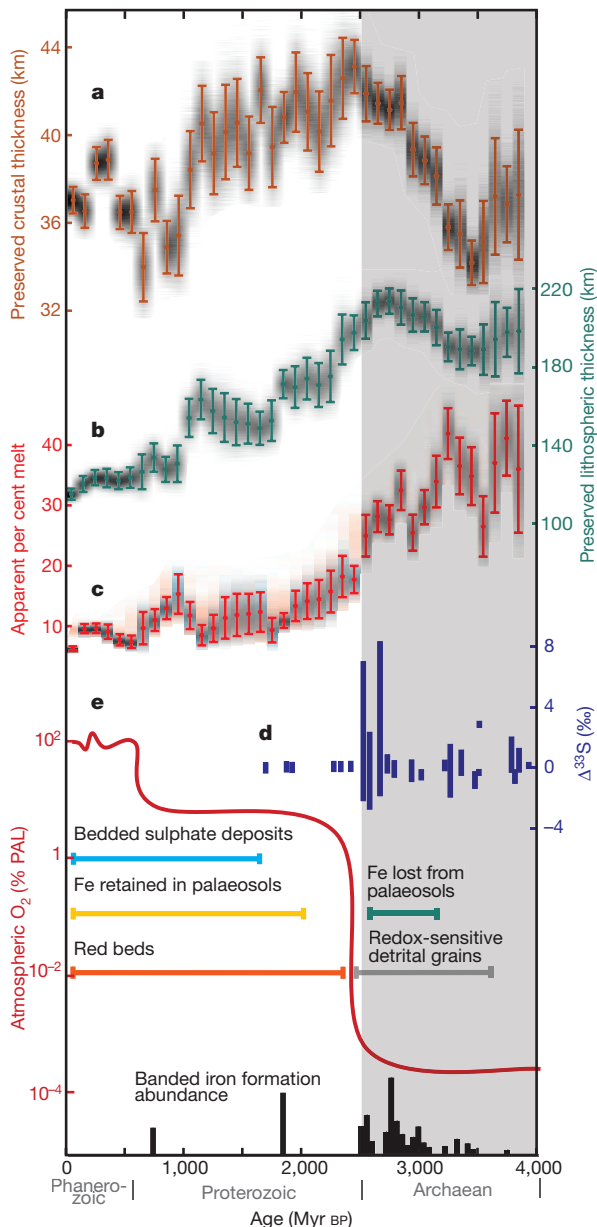 44
40
36
32
Preserved crustal thickness (km)
a
220
180
140
100
Preserved lithospheric thickness (km)
b
40
30
20
10
Apparent per cent melt
c
8
4
0
−4
Δ³³S (‰)
d
e
10²
1
10⁻²
10⁻⁴
Atmospheric O₂ (% PAL)
Bedded sulphate deposits
Fe retained in palaeosols
Red beds
Fe lost from
palaeosols
Redox-sensitive
detrital grains
Banded iron formation
abundance
0
1,000
2,000
3,000
4,000
Phanero-
zoic
Proterozoic
Archaean
Age (Myr BP)